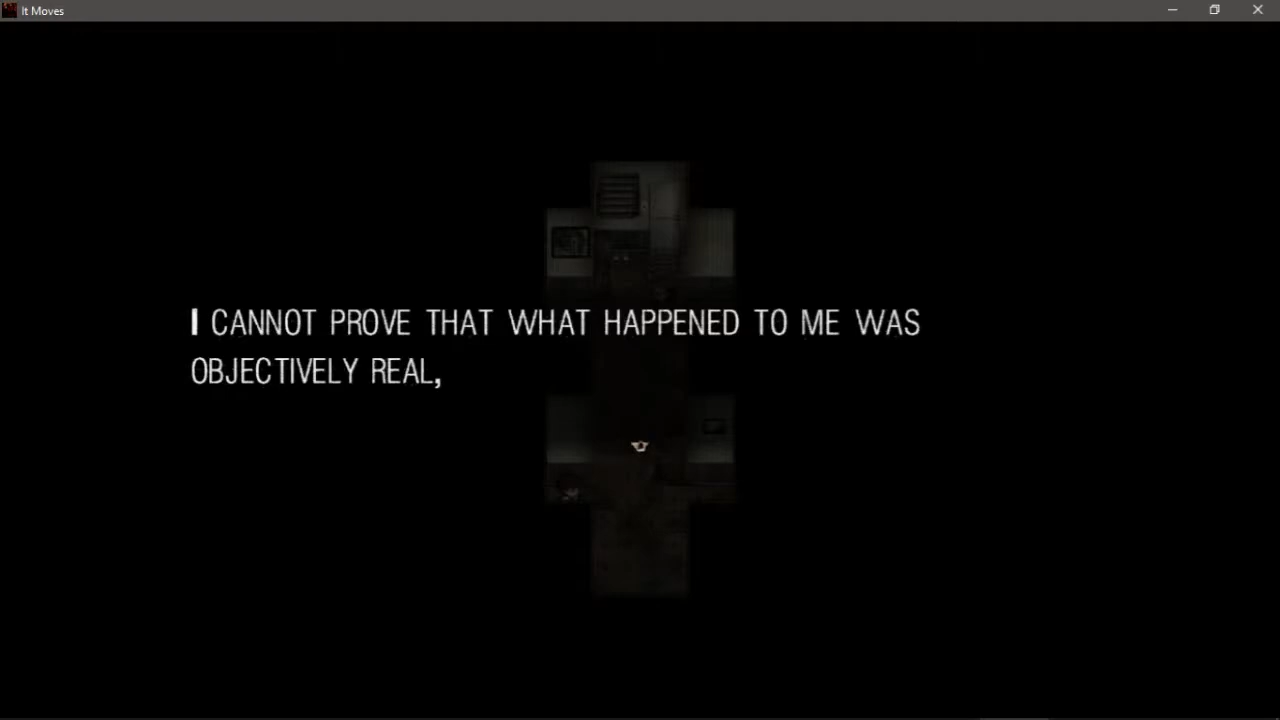 It Moves
I CANNOT PROVE THAT WHAT HAPPENED TO ME WAS
OBJECTIVELY REAL,